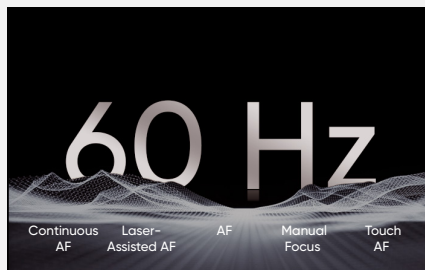 60 Hz
Continuous
AF
Laser-
Assisted AF
AF
Manual
Focus
Touch
AF